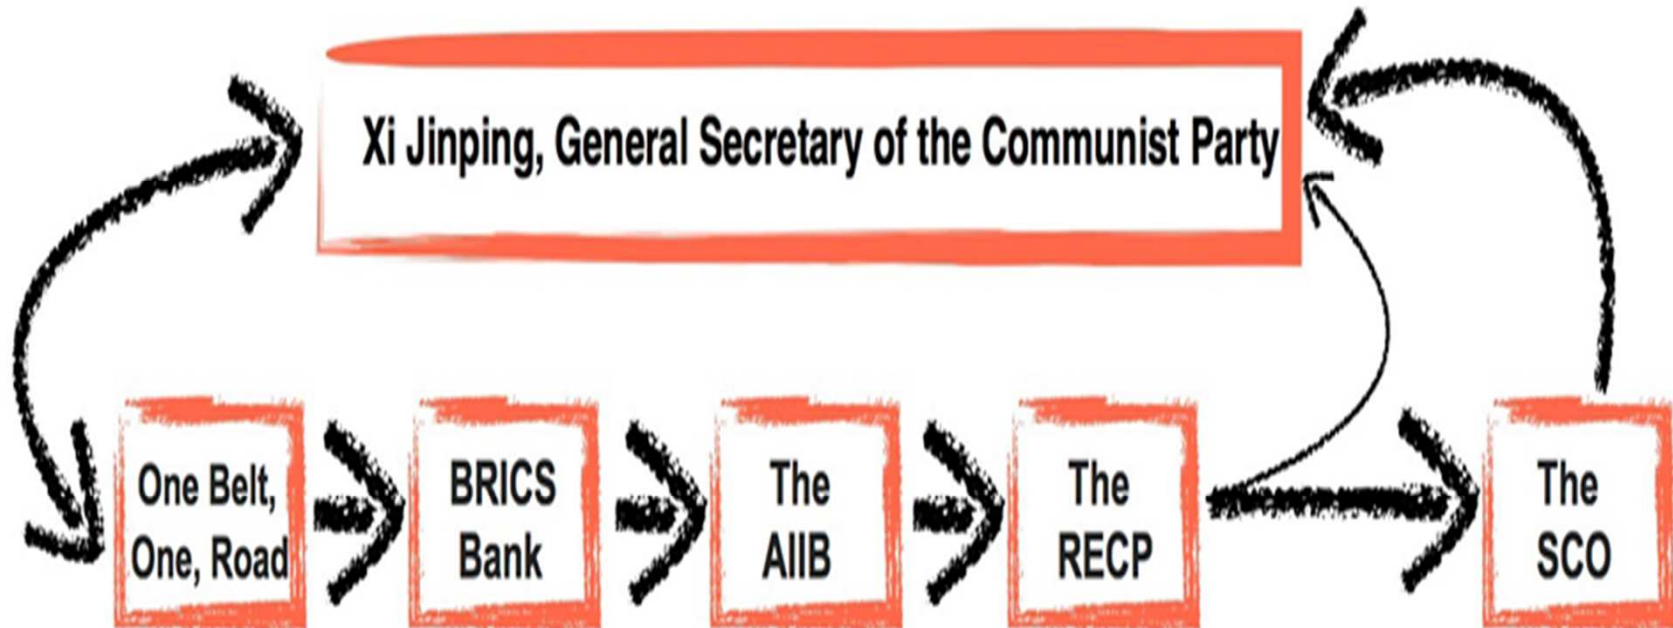 Xi Jinping, General Secretary of the Communist Party
One Belt,
One, Road
BRICS
Bank
The
AIIB
The
RECP
The
SCO